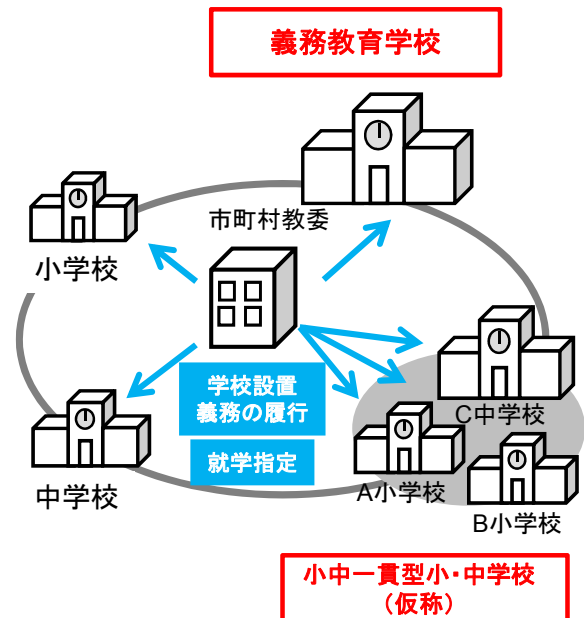 義務教育学校
市町村教委
小学校
学校設置
義務の履行
就学指定
中学校
C中学校
A小学校
B小学校
小中一貫型小・中学校
（仮称）